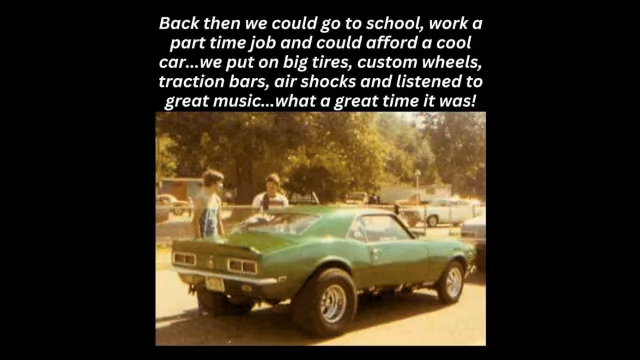 Back then we could go to school, work a
part time job and could afford a cool
car...we put on big tires, custom wheels,
traction bars, air shocks and listened to
great music...what a great time it was!